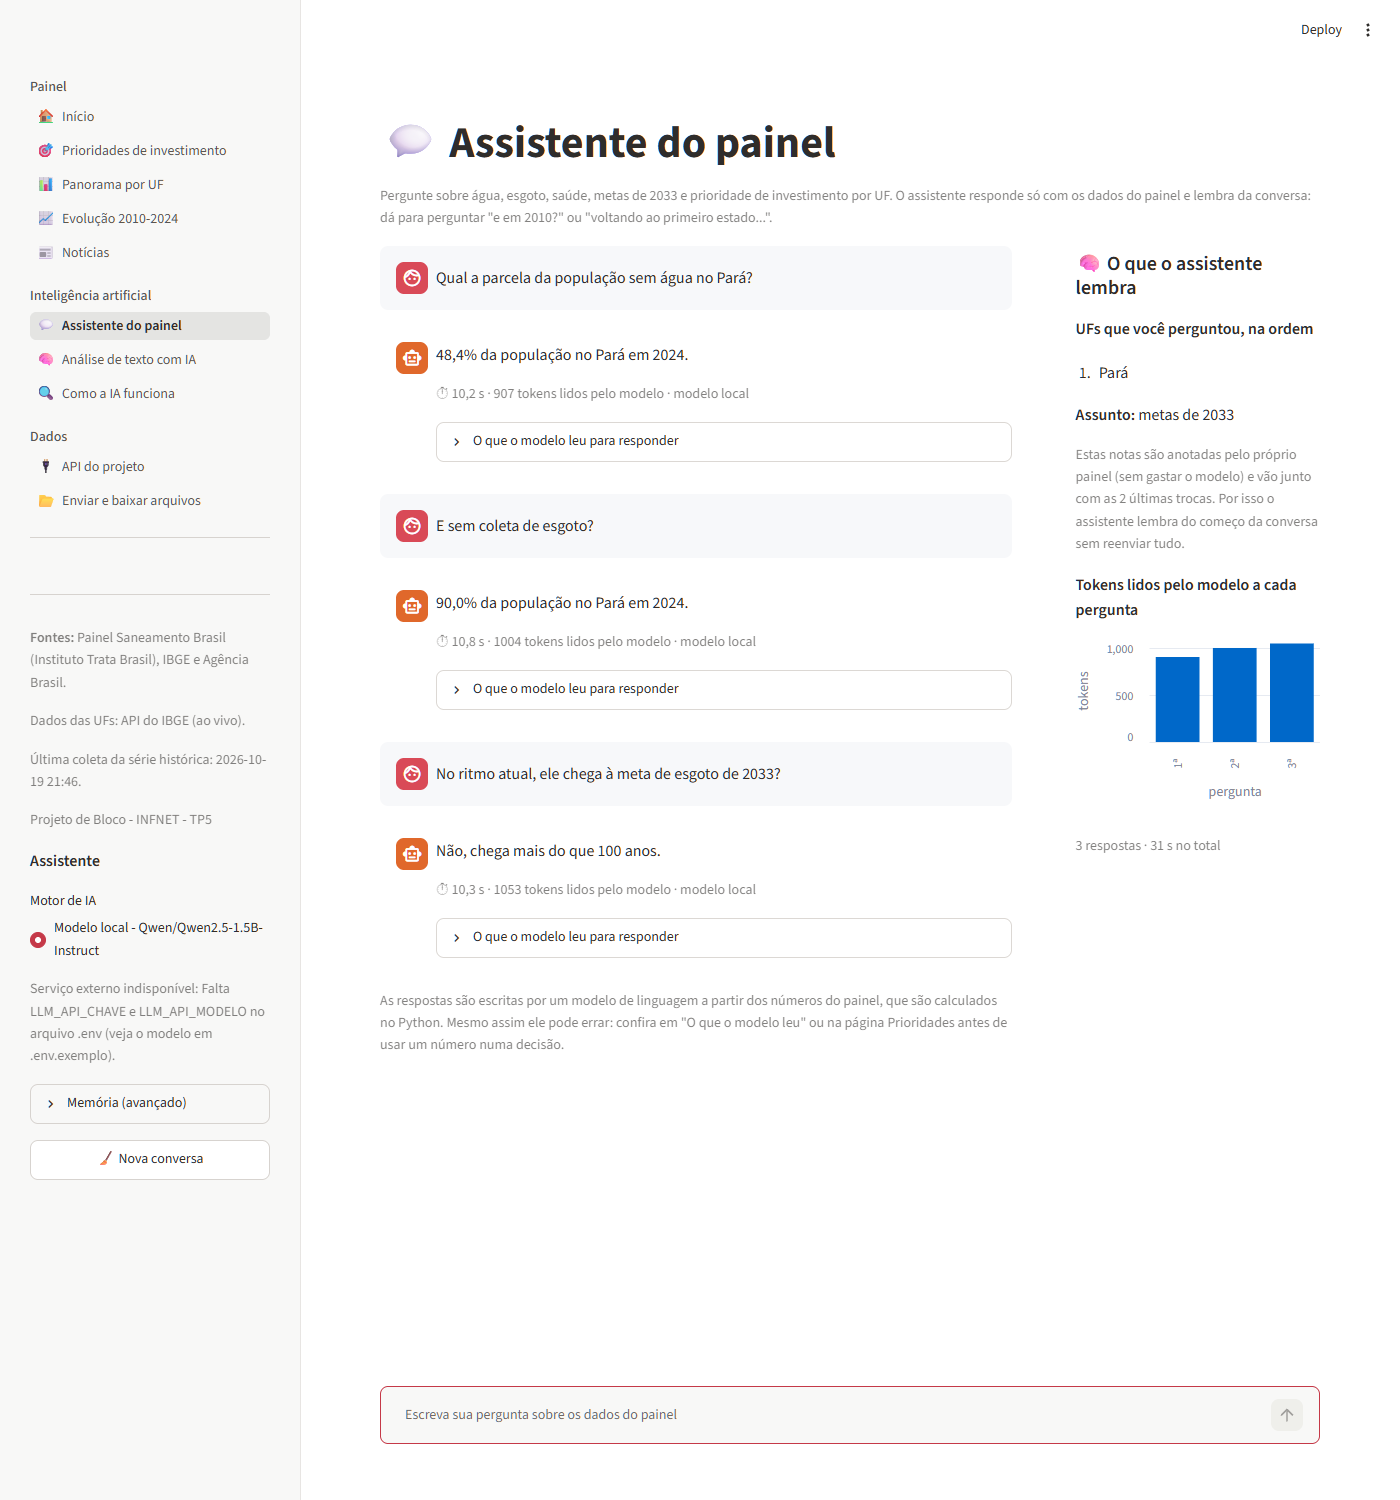 Deploy
Painel
Início
Prioridades de investimento
Panorama por UF
Evolução 2010-2024
Notícias
Inteligência artificial
Assistente do painel
Análise de texto com IA
Como a IA funciona
Dados
API do projeto
Enviar e baixar arquivos
Fontes: Painel Saneamento Brasil
(Instituto Trata Brasil), IBGE e Agência
Brasil.
Dados das UFs: API do IBGE (ao vivo).
Última coleta da série histórica: 2026-10-
19 21:46.
Projeto de Bloco - INFNET - TP5
Assistente
Motor de IA
Modelo local - Qwen/Qwen2.5-1.5B-
Instruct
Serviço externo indisponível: Falta
LLM_API_CHAVE e LLM_API_MODELO no
arquivo .env (veja o modelo em
.env.exemplo).
Memória (avançado)
Nova conversa
Assistente do painel
Pergunte sobre água, esgoto, saúde, metas de 2033 e prioridade de investimento por UF. O assistente responde só com os dados do painel e lembra da conversa:
dá para perguntar "e em 2010?" ou "voltando ao primeiro estado...".
Qual a parcela da população sem água no Pará?
48,4% da população no Pará em 2024.
10,2 s · 907 tokens lidos pelo modelo · modelo local
O que o modelo leu para responder
E sem coleta de esgoto?
90,0% da população no Pará em 2024.
10,8 s · 1004 tokens lidos pelo modelo · modelo local
O que o modelo leu para responder
No ritmo atual, ele chega à meta de esgoto de 2033?
Não, chega mais do que 100 anos.
10,3 s · 1053 tokens lidos pelo modelo · modelo local
O que o modelo leu para responder
As respostas são escritas por um modelo de linguagem a partir dos números do painel, que são calculados
no Python. Mesmo assim ele pode errar: confira em "O que o modelo leu" ou na página Prioridades antes de
usar um número numa decisão.
O que o assistente
lembra
UFs que você perguntou, na ordem
1. Pará
Assunto: metas de 2033
Estas notas são anotadas pelo próprio
painel (sem gastar o modelo) e vão junto
com as 2 últimas trocas. Por isso o
assistente lembra do começo da conversa
sem reenviar tudo.
Tokens lidos pelo modelo a cada
pergunta
1,000
500
0
tokens
1ª
2ª
3ª
pergunta
3 respostas · 31 s no total
Escreva sua pergunta sobre os dados do painel